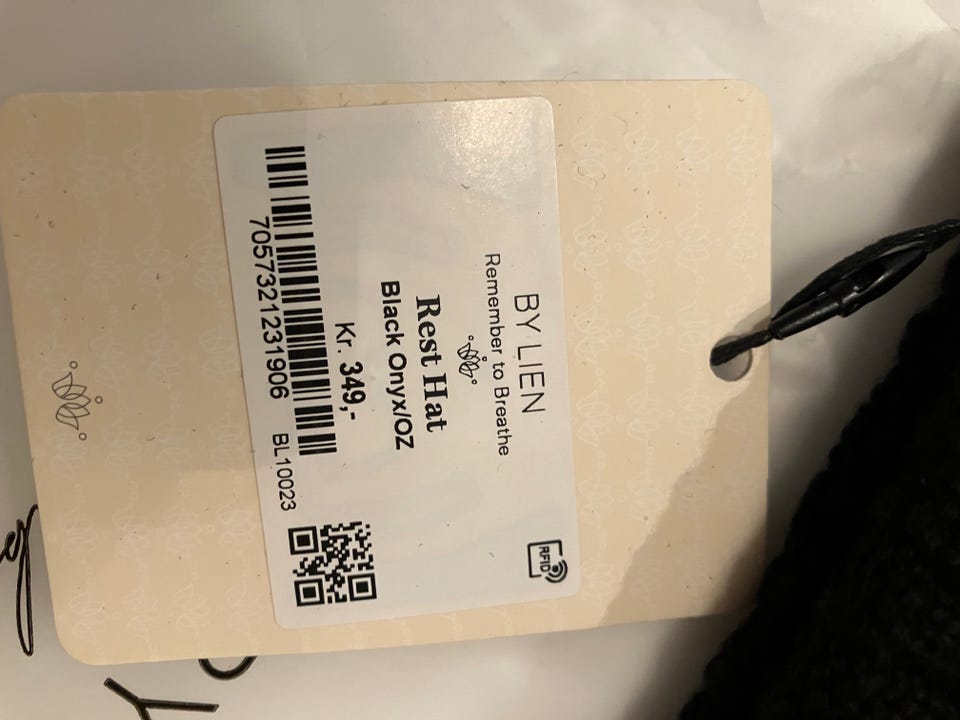 BY LIEN
Remember to Breathe
RFID
Rest Hat
Black Onyx/OZ
Kr. 349,-
7057321231906 BL10023